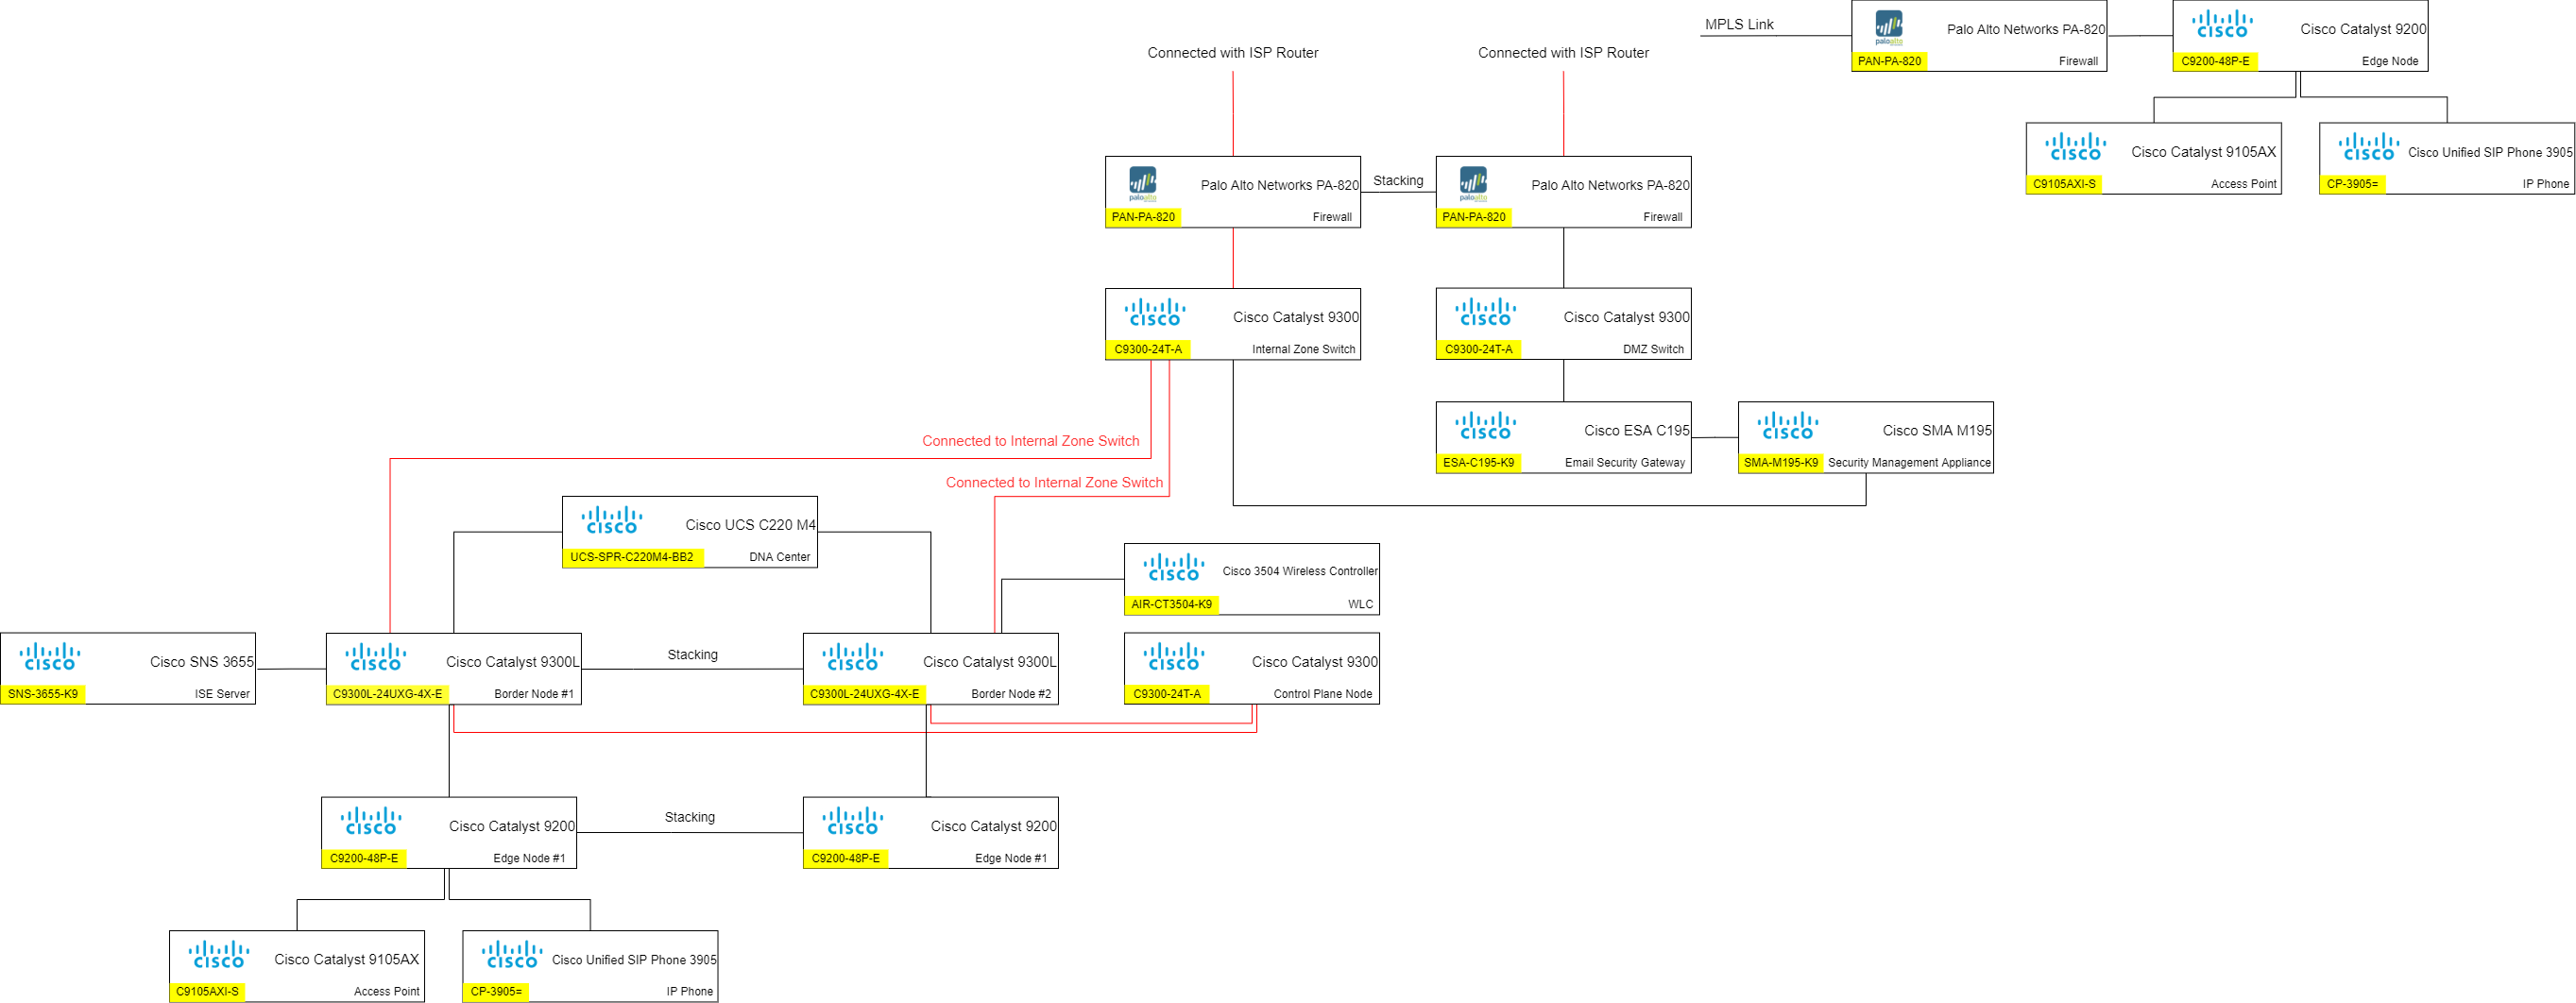 MPLS Link
paloalto
Palo Alto Networks PA-820
PAN-PA-820
Firewall
CISCO
Cisco Catalyst 9200
C9200-48P-E
Edge Node
CISCO
Cisco Catalyst 9105AX
C9105AXI-S
Access Point
CISCO
Cisco Unified SIP Phone 3905
CP-3905=
IP Phone
Connected with ISP Router
Connected with ISP Router
paloalto
Palo Alto Networks PA-820
PAN-PA-820
Firewall
Stacking
paloalto
Palo Alto Networks PA-820
PAN-PA-820
Firewall
CISCO
Cisco Catalyst 9300
C9300-24T-A
Internal Zone Switch
CISCO
Cisco Catalyst 9300
C9300-24T-A
DMZ Switch
CISCO
Cisco ESA C195
ESA-C195-K9
Email Security Gateway
CISCO
Cisco SMA M195
SMA-M195-K9
Security Management Appliance
Connected to Internal Zone Switch
Connected to Internal Zone Switch
CISCO
Cisco UCS C220 M4
UCS-SPR-C220M4-BB2
DNA Center
CISCO
Cisco 3504 Wireless Controller
AIR-CT3504-K9
WLC
CISCO
Cisco SNS 3655
SNS-3655-K9
ISE Server
CISCO
Cisco Catalyst 9300L
C9300L-24UXG-4X-E
Border Node #1
Stacking
CISCO
Cisco Catalyst 9300L
C9300L-24UXG-4X-E
Border Node #2
CISCO
Cisco Catalyst 9300
C9300-24T-A
Control Plane Node
CISCO
Cisco Catalyst 9200
C9200-48P-E
Edge Node #1
Stacking
CISCO
Cisco Catalyst 9200
C9200-48P-E
Edge Node #1
CISCO
Cisco Catalyst 9105AX
C9105AXI-S
Access Point
CISCO
Cisco Unified SIP Phone 3905
CP-3905=
IP Phone